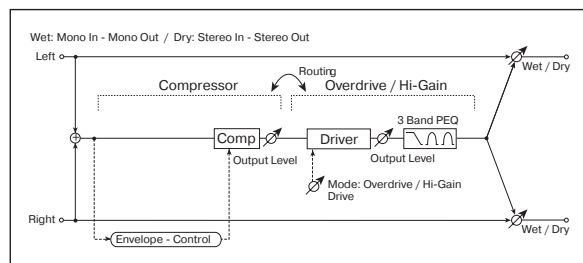 Wet: Mono In - Mono Out / Dry: Stereo In - Stereo Out
Left
Wet / Dry
Routing
Compressor
Overdrive / Hi-Gain
3 Band PEQ
Comp
Output Level
Driver
Output Level
Mode: Overdrive / Hi-Gain
Drive
Right
Envelope - Control
Wet / Dry